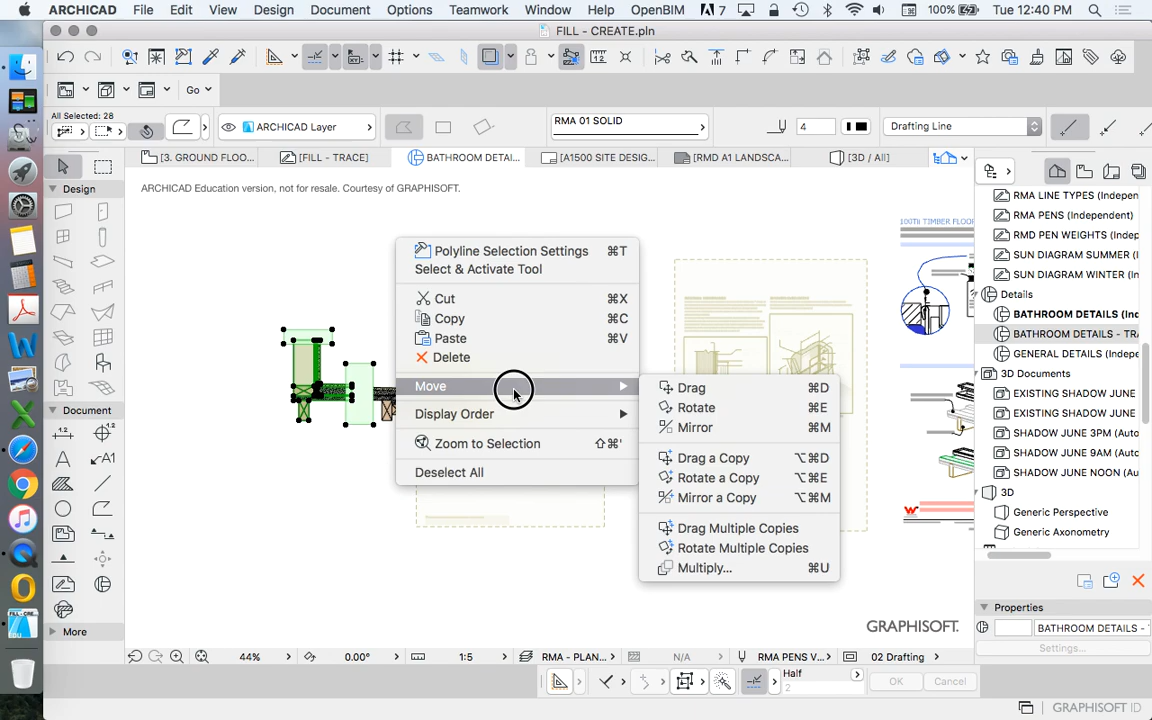 ARCHICAD File Edit View Design Document Options Teamwork Window Help OpenBIM 7 100% Tue 12:40 PM
FILL - CREATE.pln
Go
All Selected: 28
ARCHICAD Layer
RMA 01 SOLID
4
Drafting Line
[3. GROUND FLOO...
[FILL - TRACE]
BATHROOM DETAI...
[A1500 SITE DESIG...
[RMD A1 LANDSCA...
[3D / All]
ARCHICAD Education version, not for resale. Courtesy of GRAPHISOFT.
Design
Document
More
Polyline Selection Settings ⌘T
Select & Activate Tool
Cut ⌘X
Copy ⌘C
Paste ⌘V
Delete
Move
Display Order
Zoom to Selection ⇧⌘'
Deselect All
Drag ⌘D
Rotate ⌘E
Mirror ⌘M
Drag a Copy ⌥⌘D
Rotate a Copy ⌥⌘E
Mirror a Copy ⌥⌘M
Drag Multiple Copies
Rotate Multiple Copies
Multiply... ⌘U
100Tb TIMBER FLOO
RMA LINE TYPES (Indepen
RMA PENS (Independent)
RMD PEN WEIGHTS (Indep
SUN DIAGRAM SUMMER (I
SUN DIAGRAM WINTER (In
Details
BATHROOM DETAILS (Ind
BATHROOM DETAILS - TRA
GENERAL DETAILS (Indepe
3D Documents
EXISTING SHADOW JUNE
EXISTING SHADOW JUNE
SHADOW JUNE 3PM (Auto
SHADOW JUNE 9AM (Auto
SHADOW JUNE NOON (Au
3D
Generic Perspective
Generic Axonometry
Properties
BATHROOM DETAILS -
Settings...
GRAPHISOFT.
44% 0.00° 1:5 RMA - PLAN... N/A RMA PENS V... 02 Drafting
Half
2
OK
Cancel
GRAPHISOFT ID